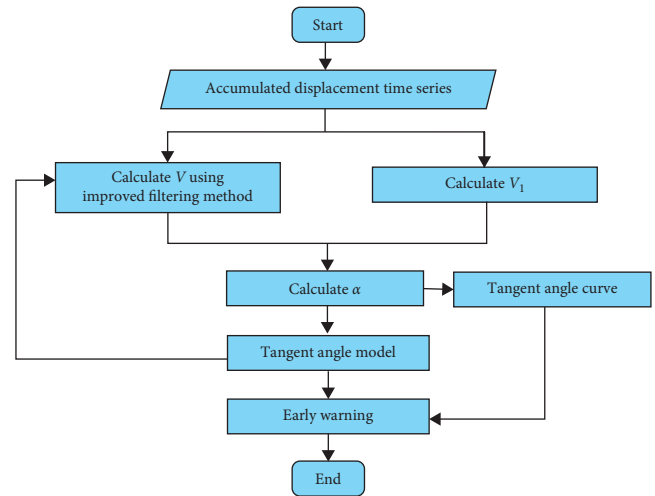 Start
Accumulated displacement time series
Calculate V using
improved filtering method
Calculate V₁
Calculate α
Tangent angle curve
Tangent angle model
Early warning
End